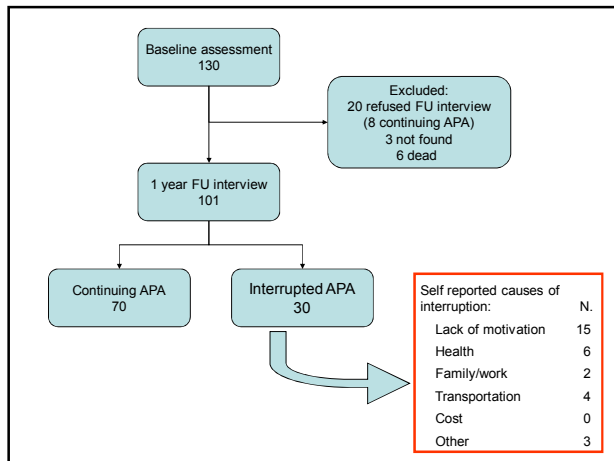 Baseline assessment
130
Excluded:
20 refused FU interview
(8 continuing APA)
3 not found
6 dead
1 year FU interview
101
Continuing APA
70
Interrupted APA
30
Self reported causes of
interruption: N.
Lack of motivation 15
Health 6
Family/work 2
Transportation 4
Cost 0
Other 3